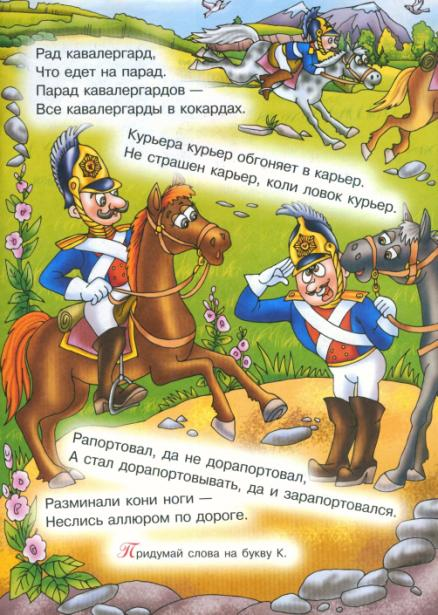 Рад кавалергард,
Что едет на парад.
Парад кавалергардов —
Все кавалергарды в кокардах.
Курьера курьер обгоняет в карьер.
Не страшен карьер, коли ловок курьер.
Рапортовал, да не дорапортовал,
А стал дорапортовывать, да и зарапортовался.
Разминали кони ноги —
Неслись аллюром по дороге.
Придумай слова на букву К.